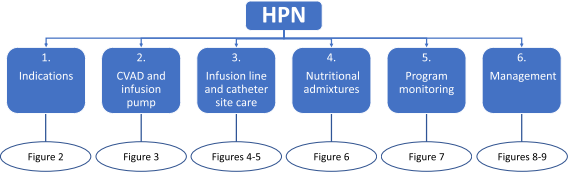 HPN
1.
Indications
2.
CVAD and
infusion
pump
3.
Infusion line
and catheter
site care
4.
Nutritional
admixtures
5.
Program
monitoring
6.
Management
Figure 2
Figure 3
Figures 4-5
Figure 6
Figure 7
Figures 8-9